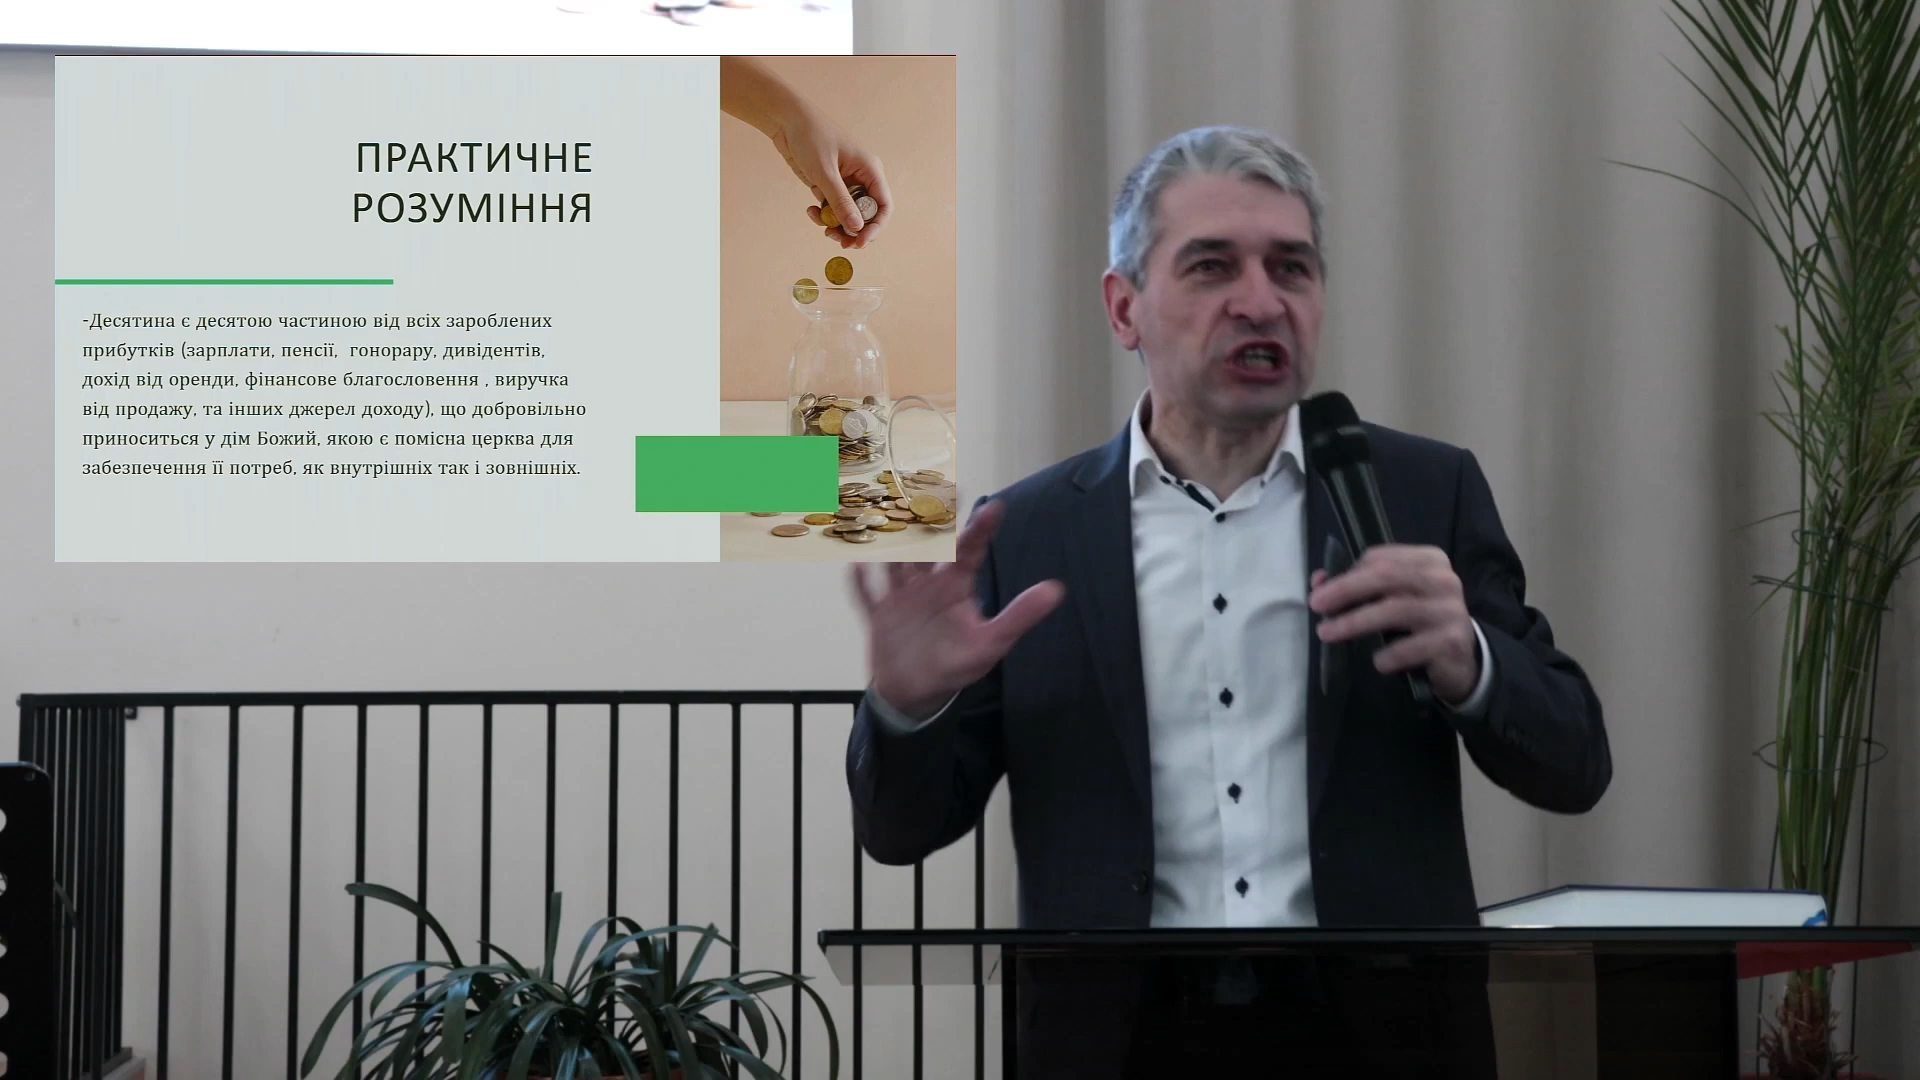 ПРАКТИЧНЕ
РОЗУМІННЯ
-Десятина є десятою частиною від всіх зароблених
прибутків (зарплати, пенсії,  гонорару, дивідентів,
дохід від оренди, фінансове благословення , виручка
від продажу, та інших джерел доходу), що добровільно
приноситься у дім Божий, якою є помісна церква для
забезпечення її потреб, як внутрішніх так і зовнішніх.